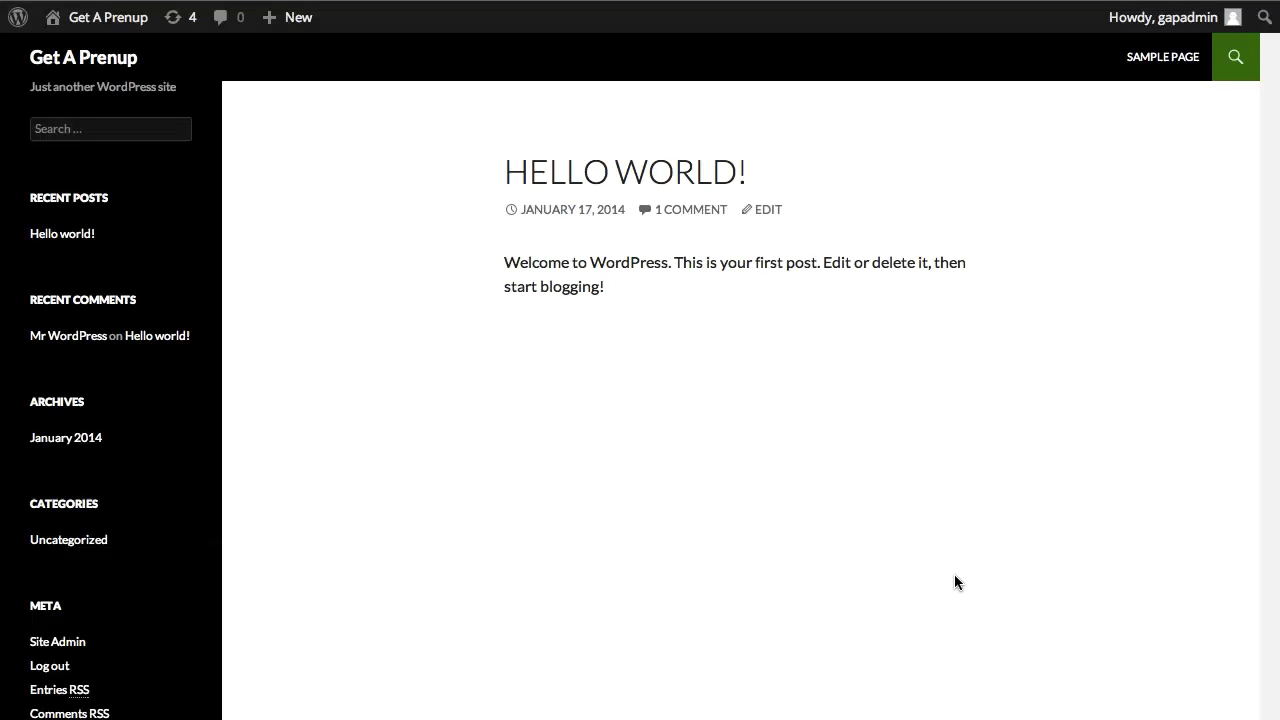 Get A Prenup 4 0 New Howdy, gapadmin
Get A Prenup
SAMPLE PAGE
Just another WordPress site
Search ...
RECENT POSTS
Hello world!
RECENT COMMENTS
Mr WordPress on Hello world!
ARCHIVES
January 2014
CATEGORIES
Uncategorized
META
Site Admin
Log out
Entries RSS
Comments RSS
HELLO WORLD!
JANUARY 17, 2014 1 COMMENT EDIT
Welcome to WordPress. This is your first post. Edit or delete it, then
start blogging!